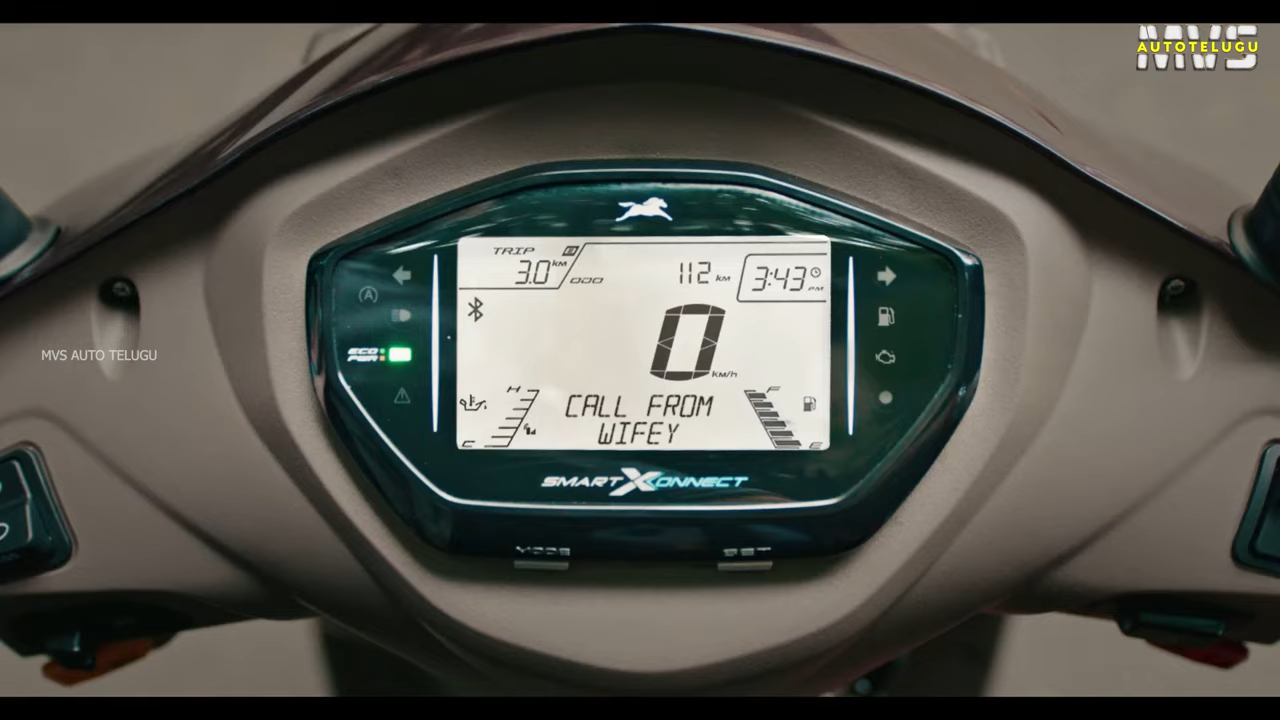 MVS
AUTOTELUGU
TRIP
3.0 km
112 km
3:43 PM
0
km/h
ECO
PWR
MVS AUTO TELUGU
H
F
CALL FROM
WIFEY
C
E
SMARTXONNECT
MODE
SET